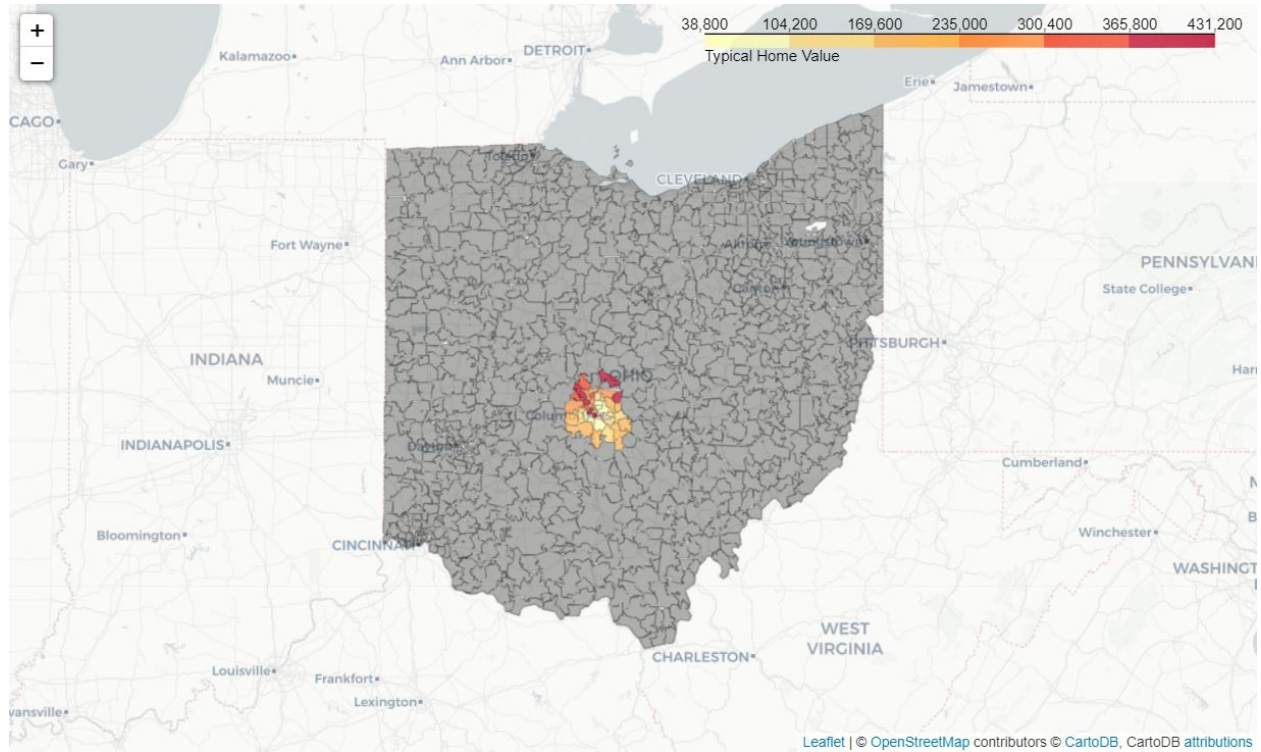 +
−
38,800 104,200 169,600 235,000 300,400 365,800 431,200
Typical Home Value
DETROIT
Kalamazoo
Ann Arbor
Erie
Jamestown
CAGO
Gary
Toledo
CLEVELAND
Fort Wayne
Akron
Youngstown
Canton
PENNSYLVANI
State College
PITTSBURGH
INDIANA
Muncie
OHIO
Har
Colum
INDIANAPOLIS
Dayton
Cumberland
Bloomington
CINCINNATI
Winchester
WASHINGT
WEST
VIRGINIA
CHARLESTON
Louisville
Frankfort
Lexington
vansville
Leaflet | © OpenStreetMap contributors © CartoDB, CartoDB attributions